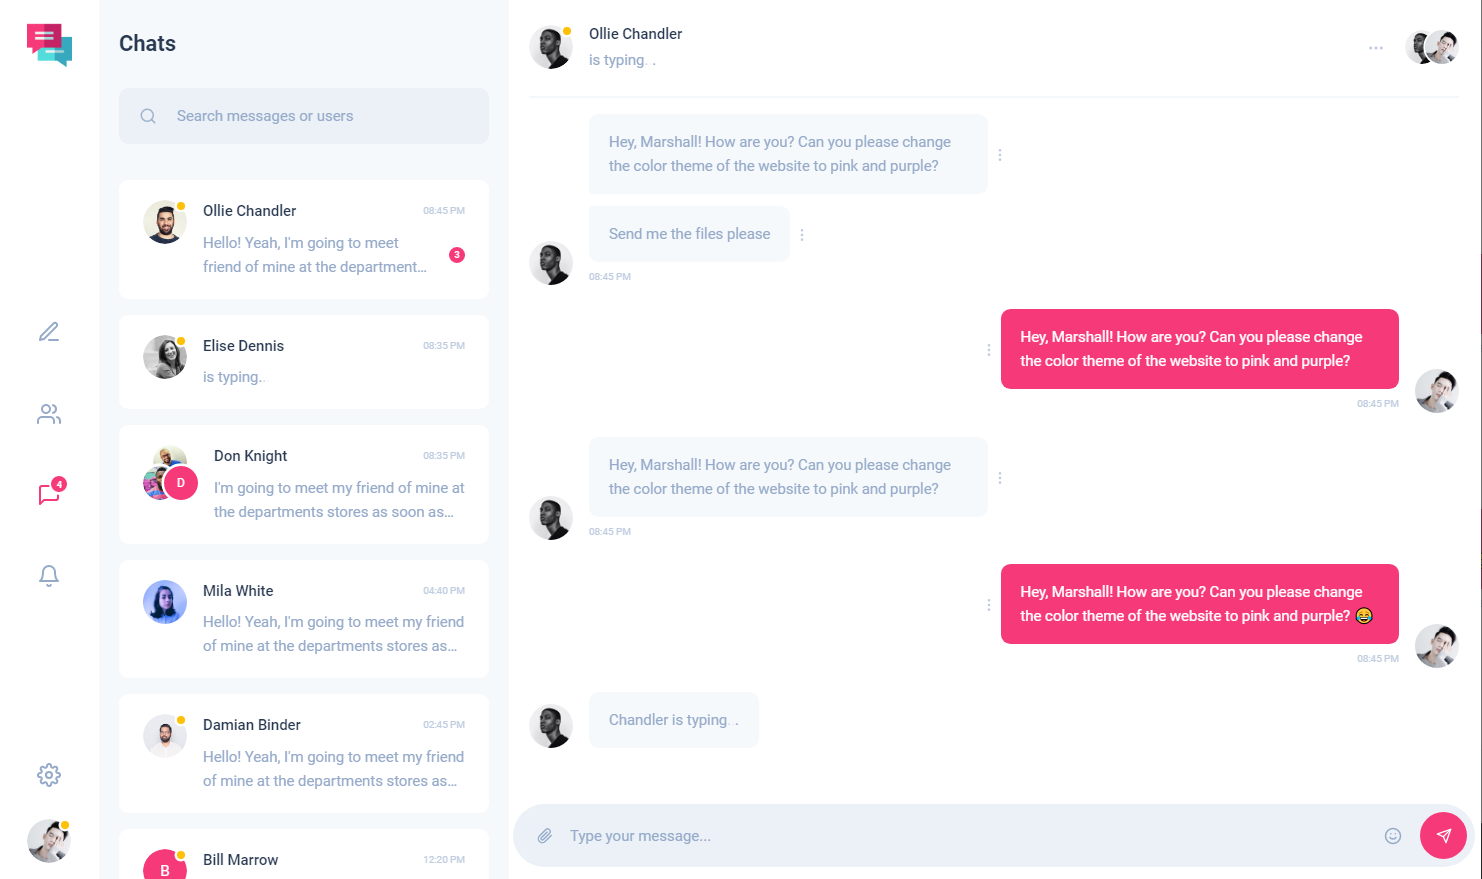 Chats
Search messages or users
Ollie Chandler
08:45 PM
Hello! Yeah, I'm going to meet
friend of mine at the department...
3
Elise Dennis
08:35 PM
is typing..
Don Knight
08:35 PM
D
I'm going to meet my friend of mine at
the departments stores as soon as...
4
Mila White
04:40 PM
Hello! Yeah, I'm going to meet my friend
of mine at the departments stores as...
Damian Binder
02:45 PM
Hello! Yeah, I'm going to meet my friend
of mine at the departments stores as...
Bill Marrow
12:20 PM
B
Ollie Chandler
is typing. .
Hey, Marshall! How are you? Can you please change
the color theme of the website to pink and purple?
Send me the files please
08:45 PM
Hey, Marshall! How are you? Can you please change
the color theme of the website to pink and purple?
08:45 PM
Hey, Marshall! How are you? Can you please change
the color theme of the website to pink and purple?
08:45 PM
Hey, Marshall! How are you? Can you please change
the color theme of the website to pink and purple? 😂
08:45 PM
Chandler is typing. .
Type your message...